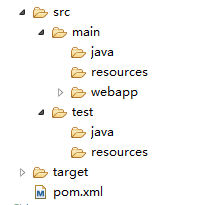 src
main
java
resources
webapp
test
java
resources
target
pom.xml